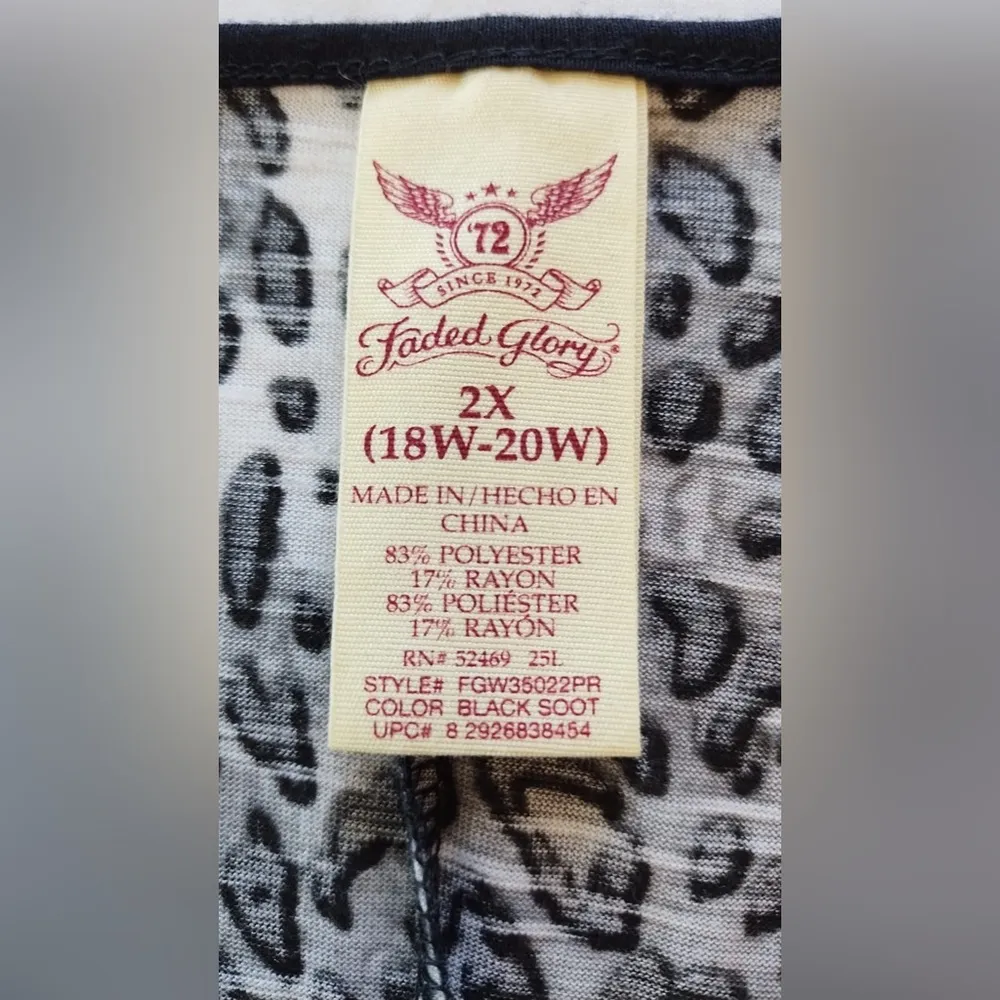 '72
SINCE 1972
Faded Glory®
2X
(18W-20W)
MADE IN/HECHO EN
CHINA
83% POLYESTER
17% RAYON
83% POLIÉSTER
17% RAYÓN
RN# 52469 25L
STYLE# FGW35022PR
COLOR BLACK SOOT
UPC# 8 2926838454